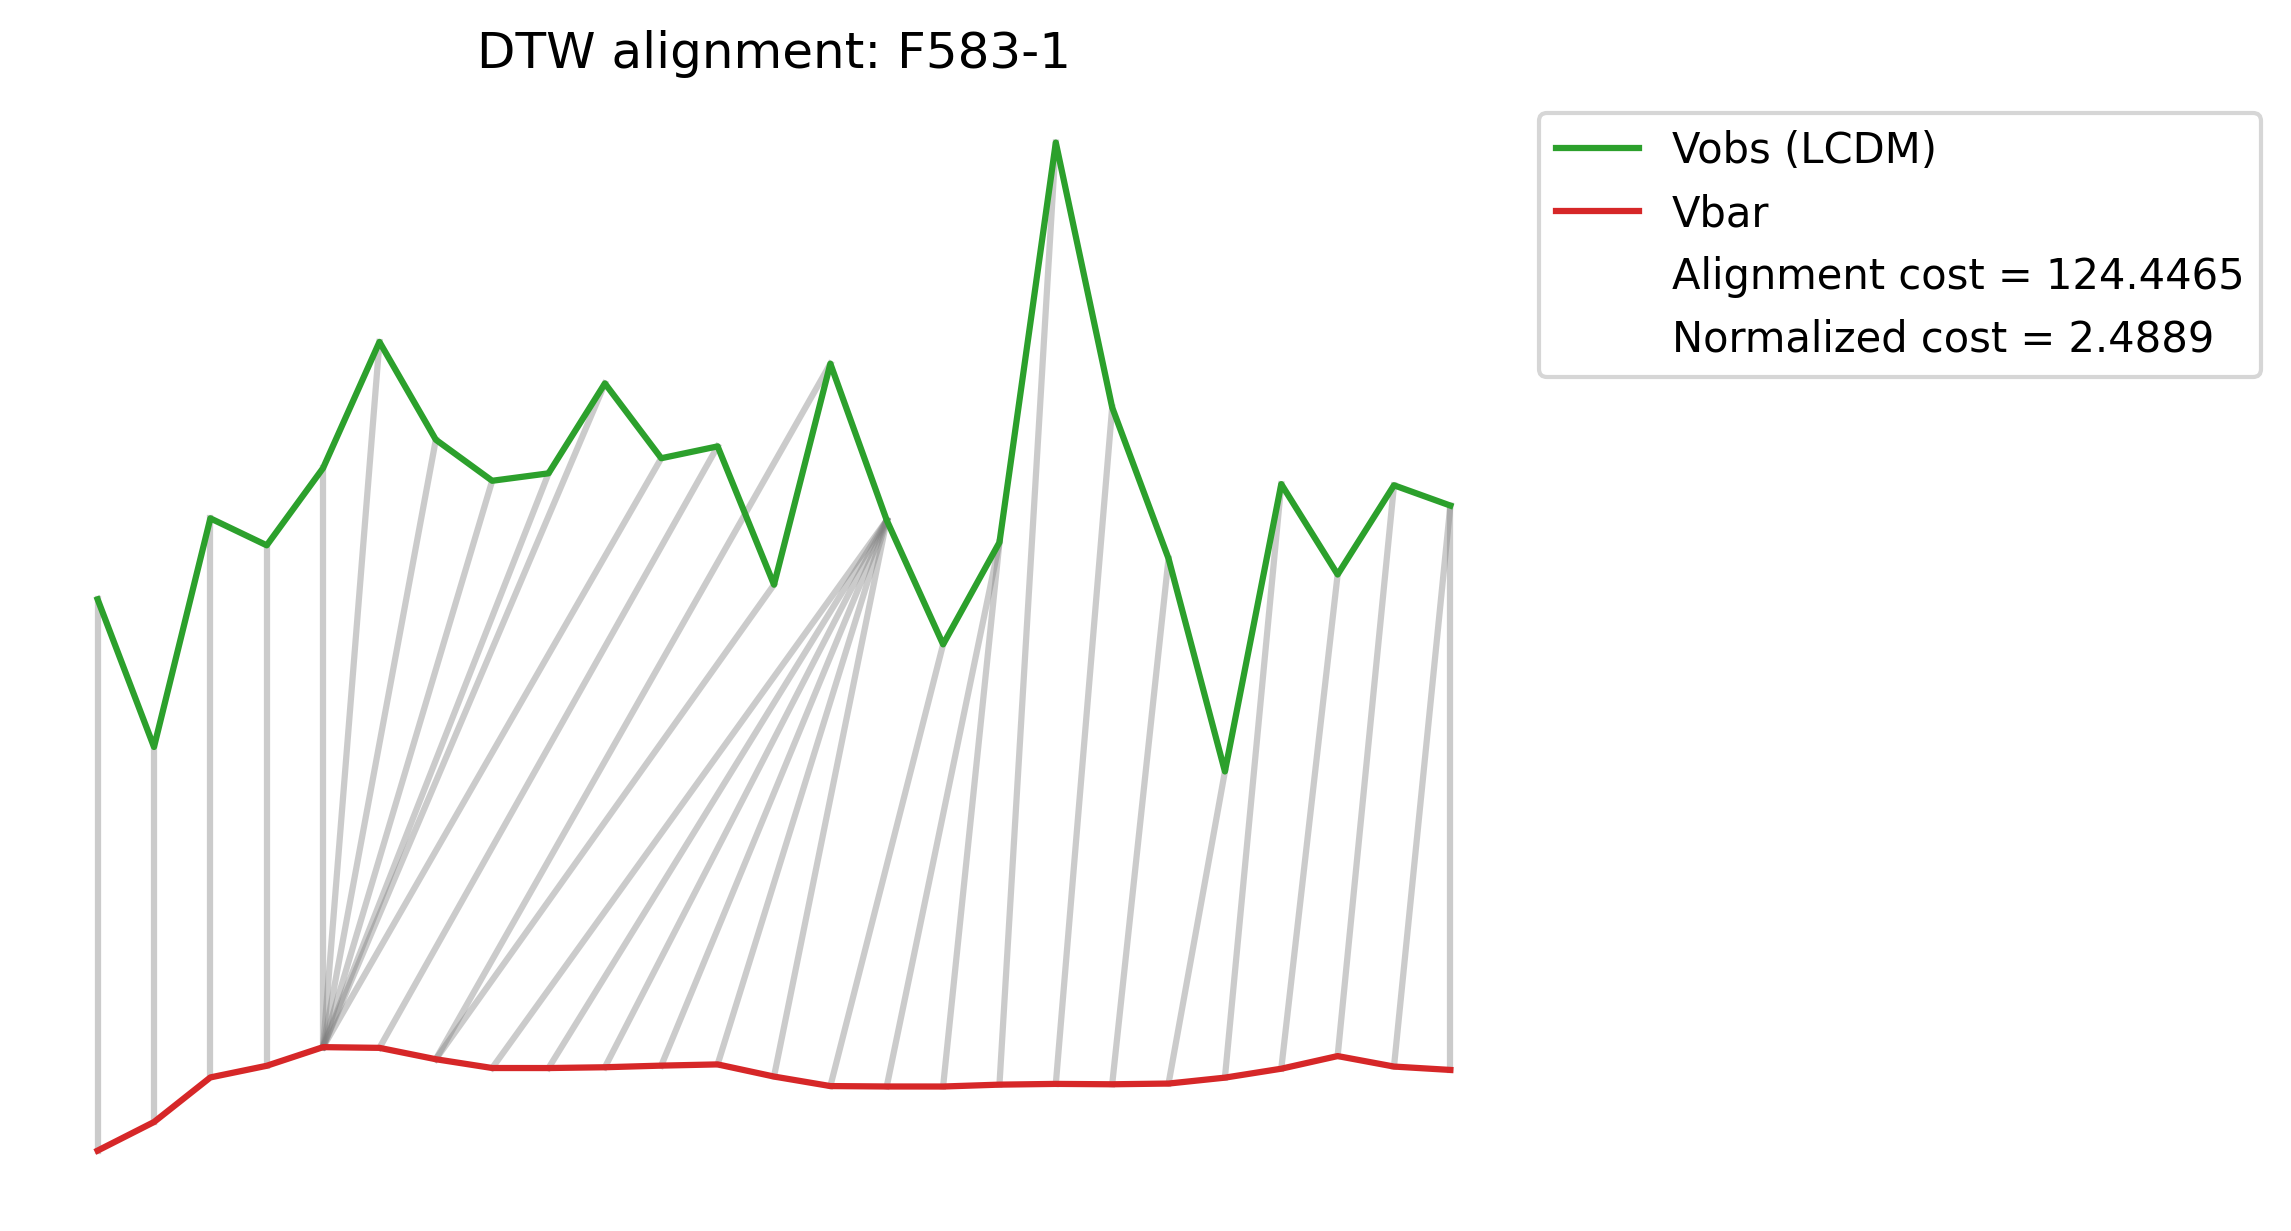 DTW alignment: F583-1
Vobs (LCDM)
Vbar
Alignment cost = 124.4465
Normalized cost = 2.4889